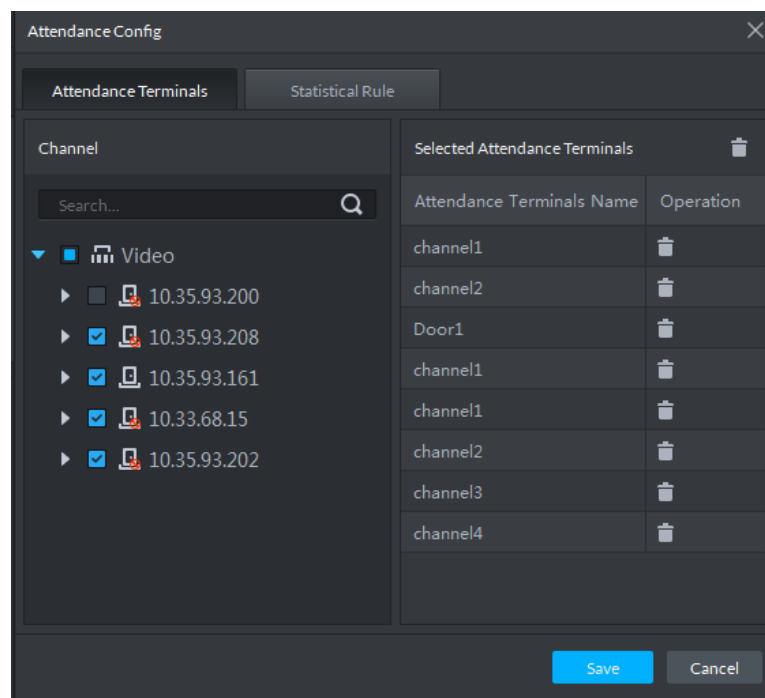 Attendance Config
Attendance Terminals
Statistical Rule
Channel
Search...
Video
10.35.93.200
10.35.93.208
10.35.93.161
10.33.68.15
10.35.93.202
Selected Attendance Terminals
Attendance Terminals Name Operation
channel1
channel2
Door1
channel1
channel1
channel2
channel3
channel4
Save
Cancel